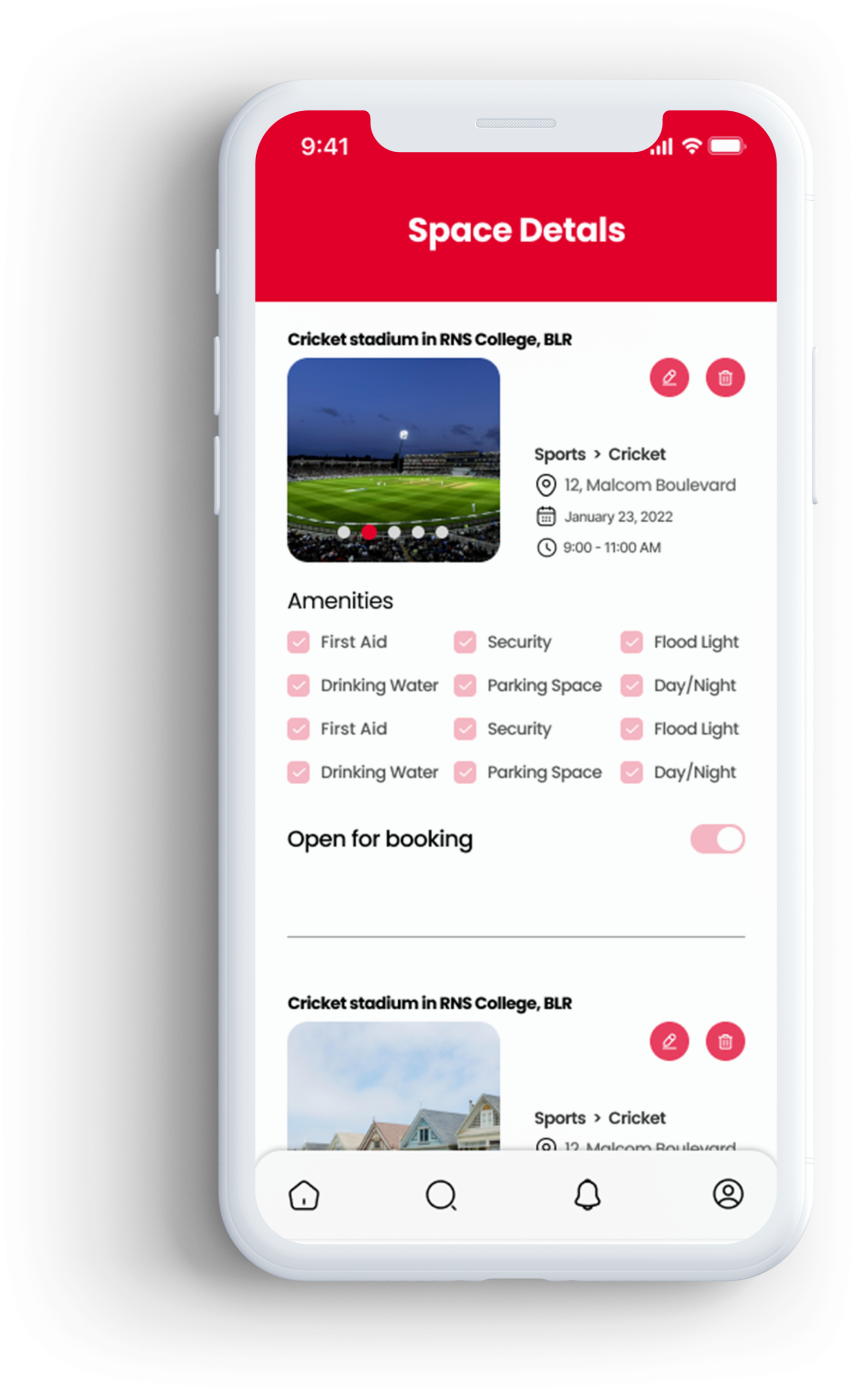 9:41
Space Detals
Cricket stadium in RNS College, BLR
Sports > Cricket
12, Malcom Boulevard
January 23, 2022
9:00 - 11:00 AM
Amenities
First Aid Security Flood Light
Drinking Water Parking Space Day/Night
First Aid Security Flood Light
Drinking Water Parking Space Day/Night
Open for booking
Cricket stadium in RNS College, BLR
Sports > Cricket
12, Malcom Boulevard